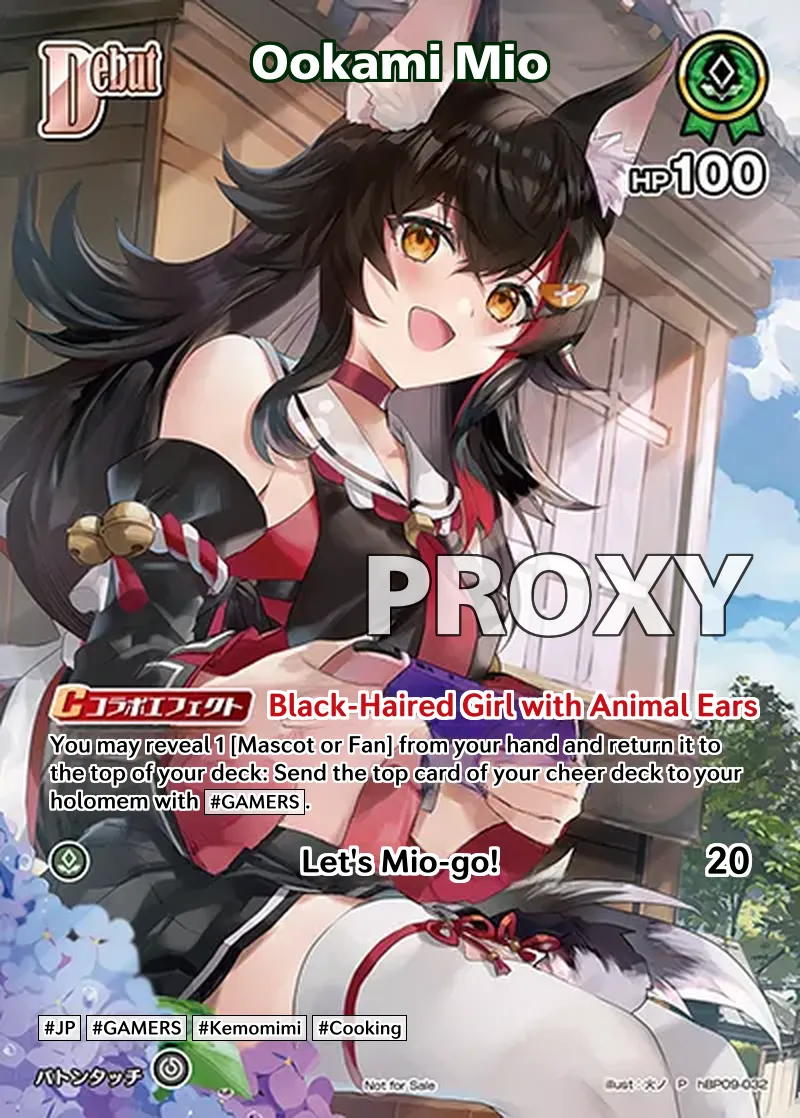 Debut
Ookami Mio
HP100
PROXY
コラボエフェクト Black-Haired Girl with Animal Ears
You may reveal 1 [Mascot or Fan] from your hand and return it to
the top of your deck: Send the top card of your cheer deck to your
holomem with #GAMERS.
Let's Mio-go! 20
#JP #GAMERS #Kemomimi #Cooking
バトンタッチ
Not for Sale
illust：火ノ P hBP09-032